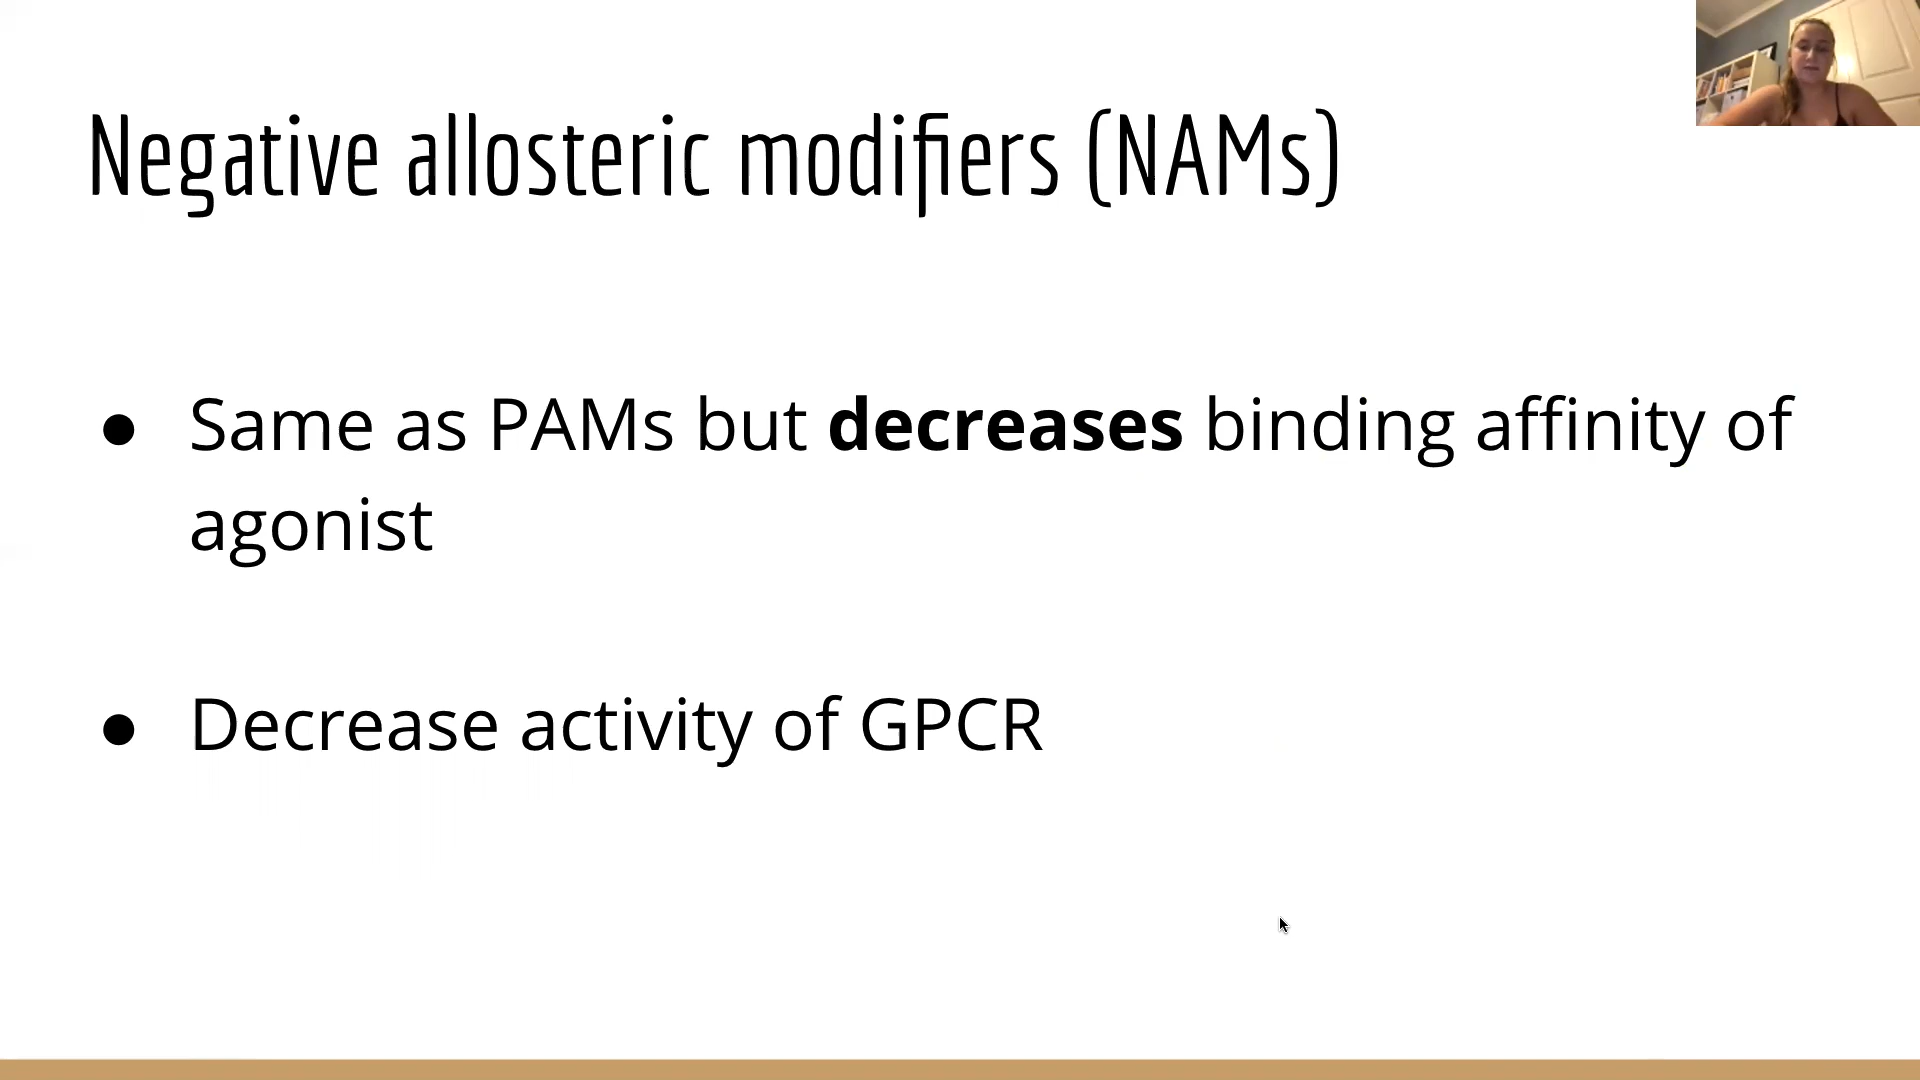 Negative allosteric modifiers (NAMs)
● Same as PAMs but decreases binding affinity of
agonist
● Decrease activity of GPCR